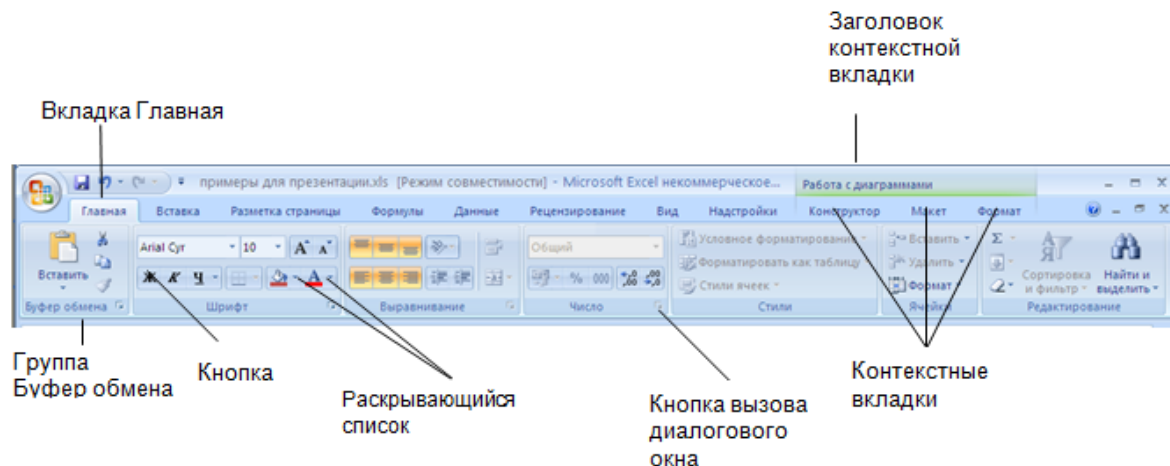 Заголовок
контекстной
вкладки
Вкладка Главная
примеры для презентации.xls [Режим совместимости] - Microsoft Excel некоммерческое...
Работа с диаграммами
Главная Вставка Разметка страницы Формулы Данные Рецензирование Вид Надстройки Конструктор Макет Формат
Arial Cyr 10 А А Общий Условное форматирование Вставить Σ
Форматировать как таблицу Удалить
Вставить Ж К Ч А % 000 Стили ячеек Формат Сортировка и фильтр Найти и выделить
Буфер обмена Шрифт Выравнивание Число Стили Ячейки Редактирование
Группа
Буфер обмена
Кнопка
Раскрывающийся
список
Кнопка вызова
диалогового
окна
Контекстные
вкладки